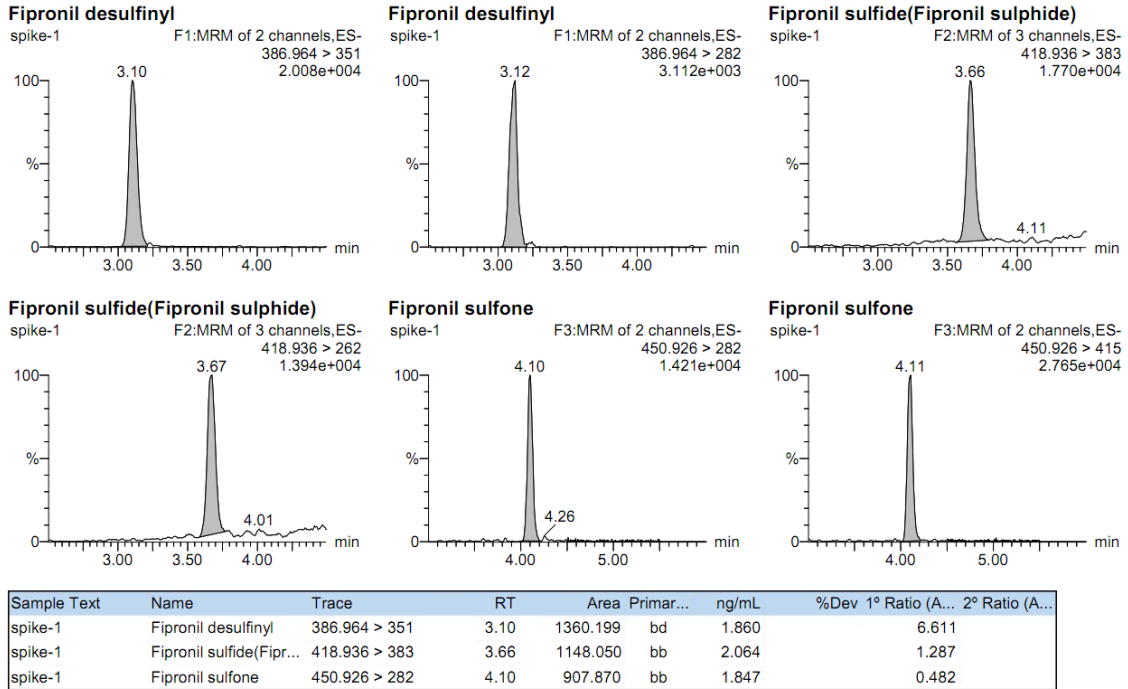 Fipronil desulfinyl
spike-1
F1:MRM of 2 channels,ES-
386.964 > 351
2.008e+004
3.10
100
%
0
3.00 3.50 4.00
min
Fipronil desulfinyl
spike-1
F1:MRM of 2 channels,ES-
386.964 > 282
3.112e+003
3.12
100
%
0
3.00 3.50 4.00
min
Fipronil sulfide(Fipronil sulphide)
spike-1
F2:MRM of 3 channels,ES-
418.936 > 383
1.770e+004
3.66
100
%
4.11
0
3.00 3.50 4.00
min
Fipronil sulfide(Fipronil sulphide)
spike-1
F2:MRM of 3 channels,ES-
418.936 > 262
1.394e+004
3.67
100
%
4.01
0
3.00 3.50 4.00
min
Fipronil sulfone
spike-1
F3:MRM of 2 channels,ES-
450.926 > 282
1.421e+004
4.10
100
%
4.26
0
4.00 5.00
min
Fipronil sulfone
spike-1
F3:MRM of 2 channels,ES-
450.926 > 415
2.765e+004
4.11
100
%
0
4.00 5.00
min
Sample Text Name Trace RT Area Primar... ng/mL %Dev 1º Ratio (A... 2º Ratio (A...
spike-1 Fipronil desulfinyl 386.964 > 351 3.10 1360.199 bd 1.860 6.611
spike-1 Fipronil sulfide(Fipr... 418.936 > 383 3.66 1148.050 bb 2.064 1.287
spike-1 Fipronil sulfone 450.926 > 282 4.10 907.870 bb 1.847 0.482